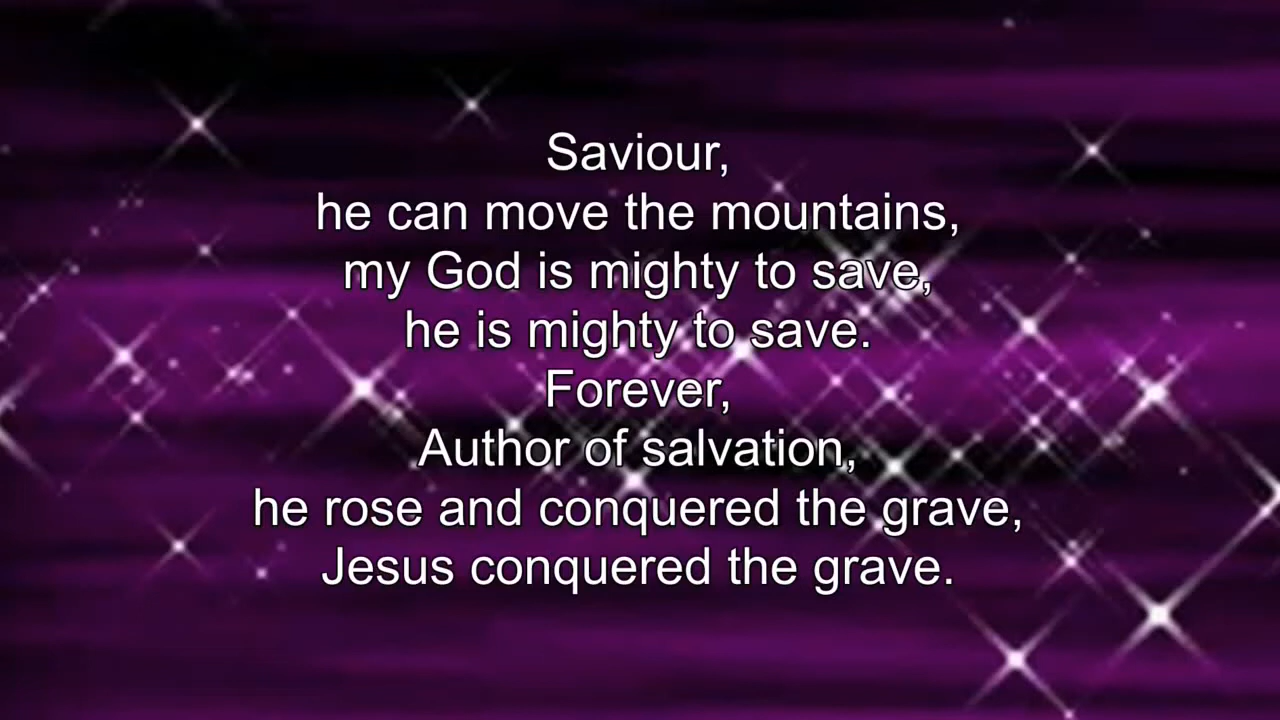 Saviour,
he can move the mountains,
my God is mighty to save,
he is mighty to save.
Forever,
Author of salvation,
he rose and conquered the grave,
Jesus conquered the grave.